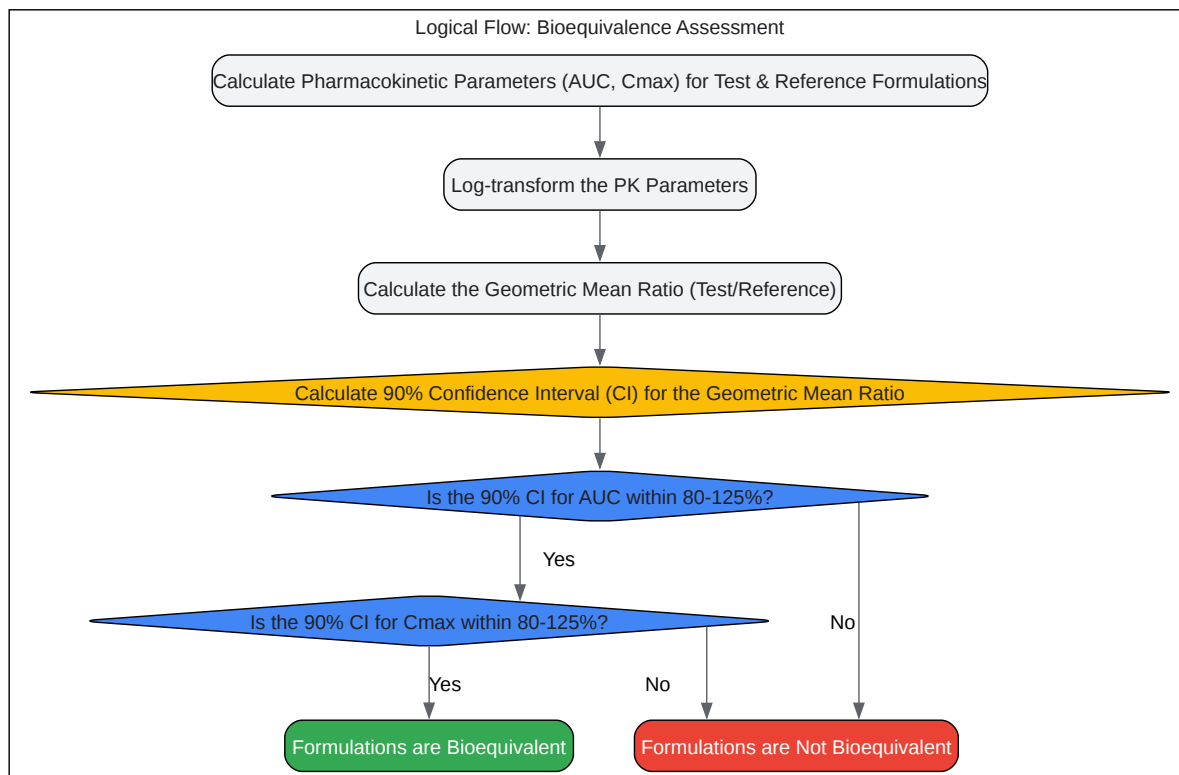 Logical Flow: Bioequivalence Assessment
Calculate Pharmacokinetic Parameters (AUC, Cmax) for Test & Reference Formulations
Log-transform the PK Parameters
Calculate the Geometric Mean Ratio (Test/Reference)
Calculate 90% Confidence Interval (CI) for the Geometric Mean Ratio
Is the 90% CI for AUC within 80-125%?
Yes
Is the 90% CI for Cmax within 80-125%?
No
Yes
No
Formulations are Bioequivalent
Formulations are Not Bioequivalent